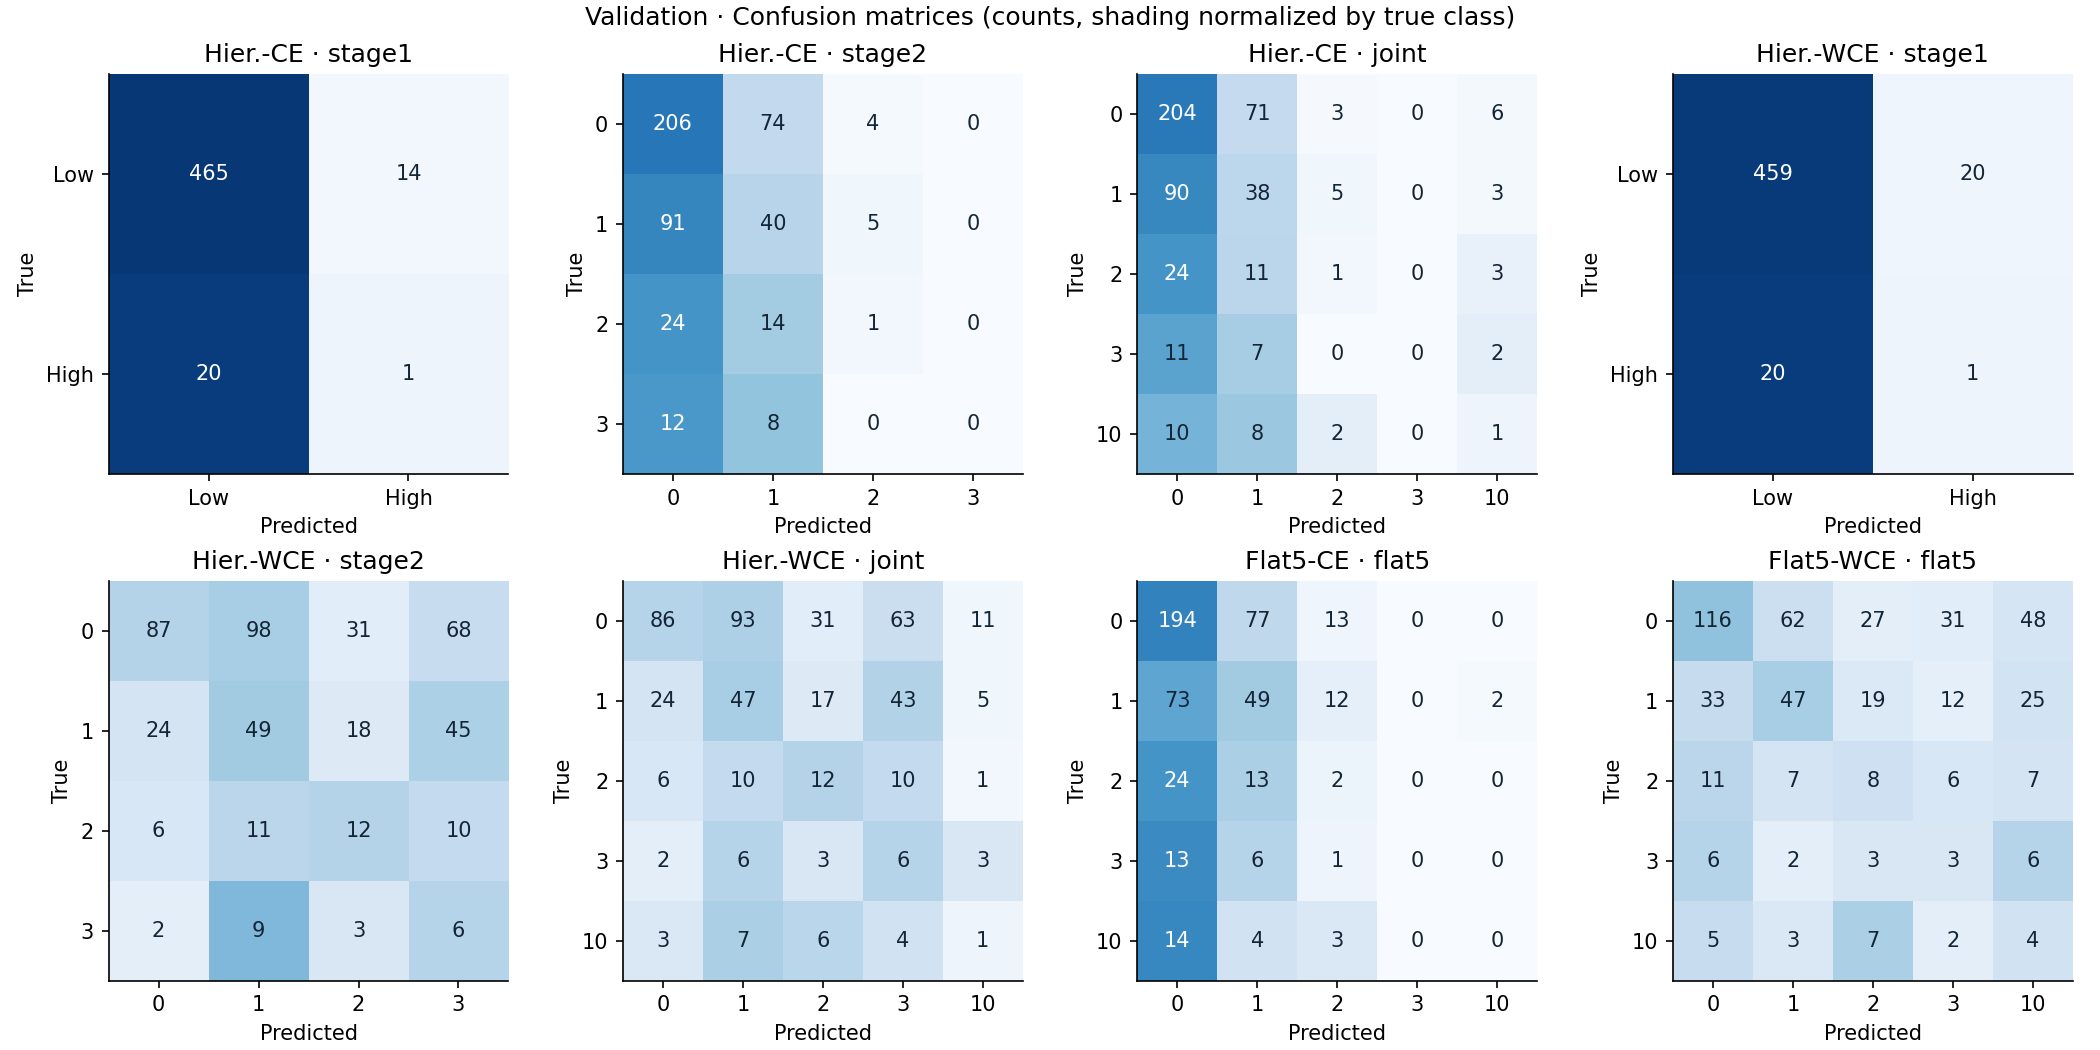 Validation · Confusion matrices (counts, shading normalized by true class)
Hier.-CE · stage1
True
Low 465 14
High 20 1
Low High
Predicted
Hier.-CE · stage2
True
0 206 74 4 0
1 91 40 5 0
2 24 14 1 0
3 12 8 0 0
0 1 2 3
Predicted
Hier.-CE · joint
True
0 204 71 3 0 6
1 90 38 5 0 3
2 24 11 1 0 3
3 11 7 0 0 2
10 10 8 2 0 1
0 1 2 3 10
Predicted
Hier.-WCE · stage1
True
Low 459 20
High 20 1
Low High
Predicted
Hier.-WCE · stage2
True
0 87 98 31 68
1 24 49 18 45
2 6 11 12 10
3 2 9 3 6
0 1 2 3
Predicted
Hier.-WCE · joint
True
0 86 93 31 63 11
1 24 47 17 43 5
2 6 10 12 10 1
3 2 6 3 6 3
10 3 7 6 4 1
0 1 2 3 10
Predicted
Flat5-CE · flat5
True
0 194 77 13 0 0
1 73 49 12 0 2
2 24 13 2 0 0
3 13 6 1 0 0
10 14 4 3 0 0
0 1 2 3 10
Predicted
Flat5-WCE · flat5
True
0 116 62 27 31 48
1 33 47 19 12 25
2 11 7 8 6 7
3 6 2 3 3 6
10 5 3 7 2 4
0 1 2 3 10
Predicted